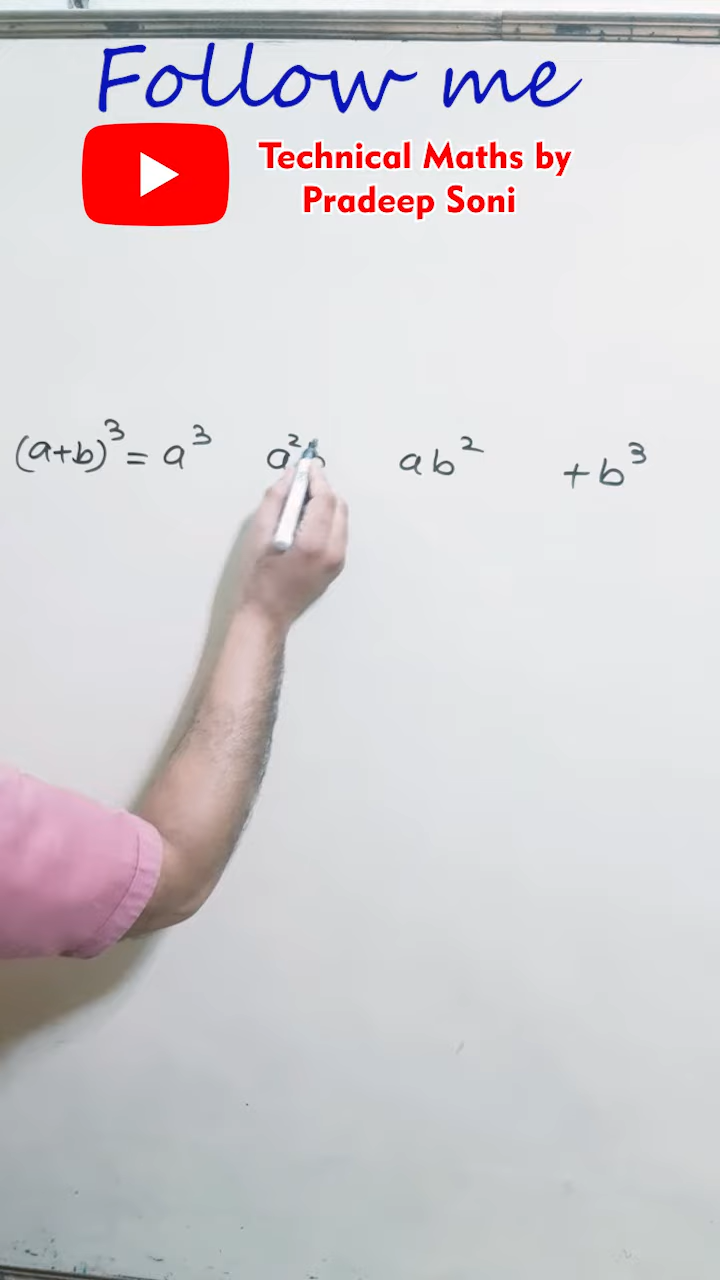 Follow me
Technical Maths by
Pradeep Soni
(a+b)³ = a³ a²b ab² +b³